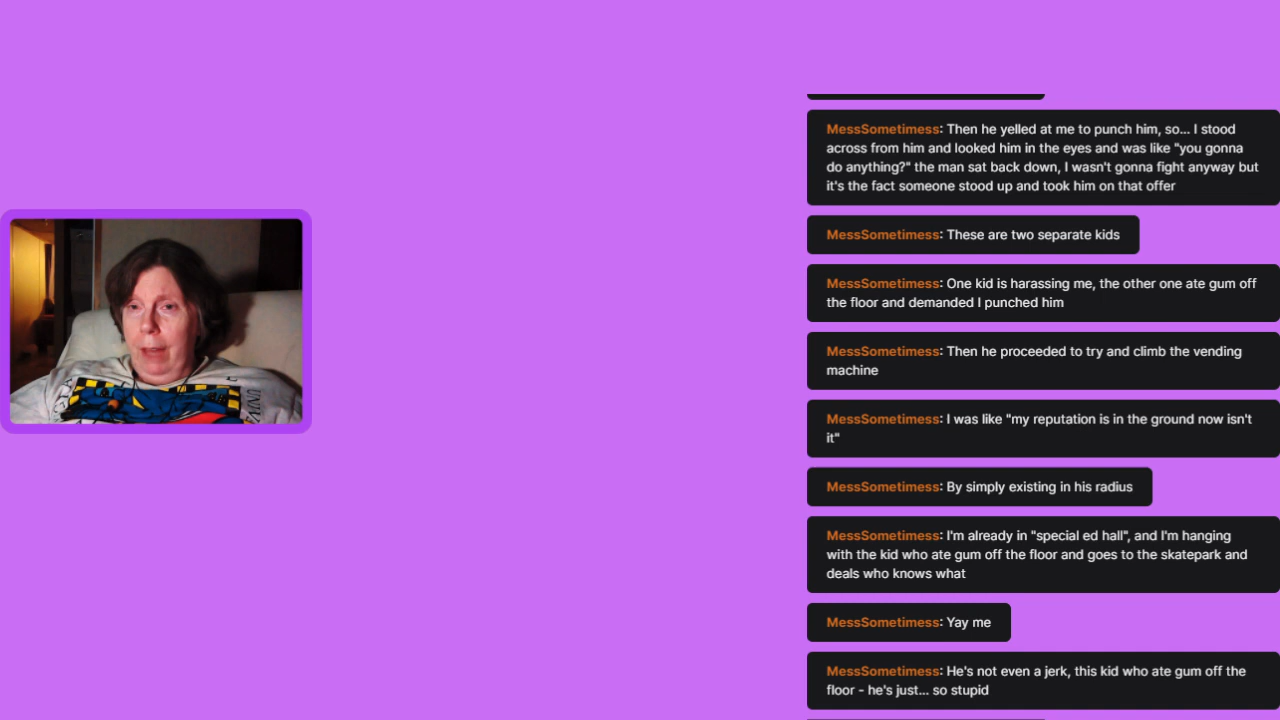 MessSometimess: Then he yelled at me to punch him, so... I stood
across from him and looked him in the eyes and was like "you gonna
do anything?" the man sat back down, I wasn't gonna fight anyway but
it's the fact someone stood up and took him on that offer
MessSometimess: These are two separate kids
MessSometimess: One kid is harassing me, the other one ate gum off
the floor and demanded I punched him
MessSometimess: Then he proceeded to try and climb the vending
machine
MessSometimess: I was like "my reputation is in the ground now isn't
it"
MessSometimess: By simply existing in his radius
MessSometimess: I'm already in "special ed hall", and I'm hanging
with the kid who ate gum off the floor and goes to the skatepark and
deals who knows what
MessSometimess: Yay me
MessSometimess: He's not even a jerk, this kid who ate gum off the
floor - he's just... so stupid